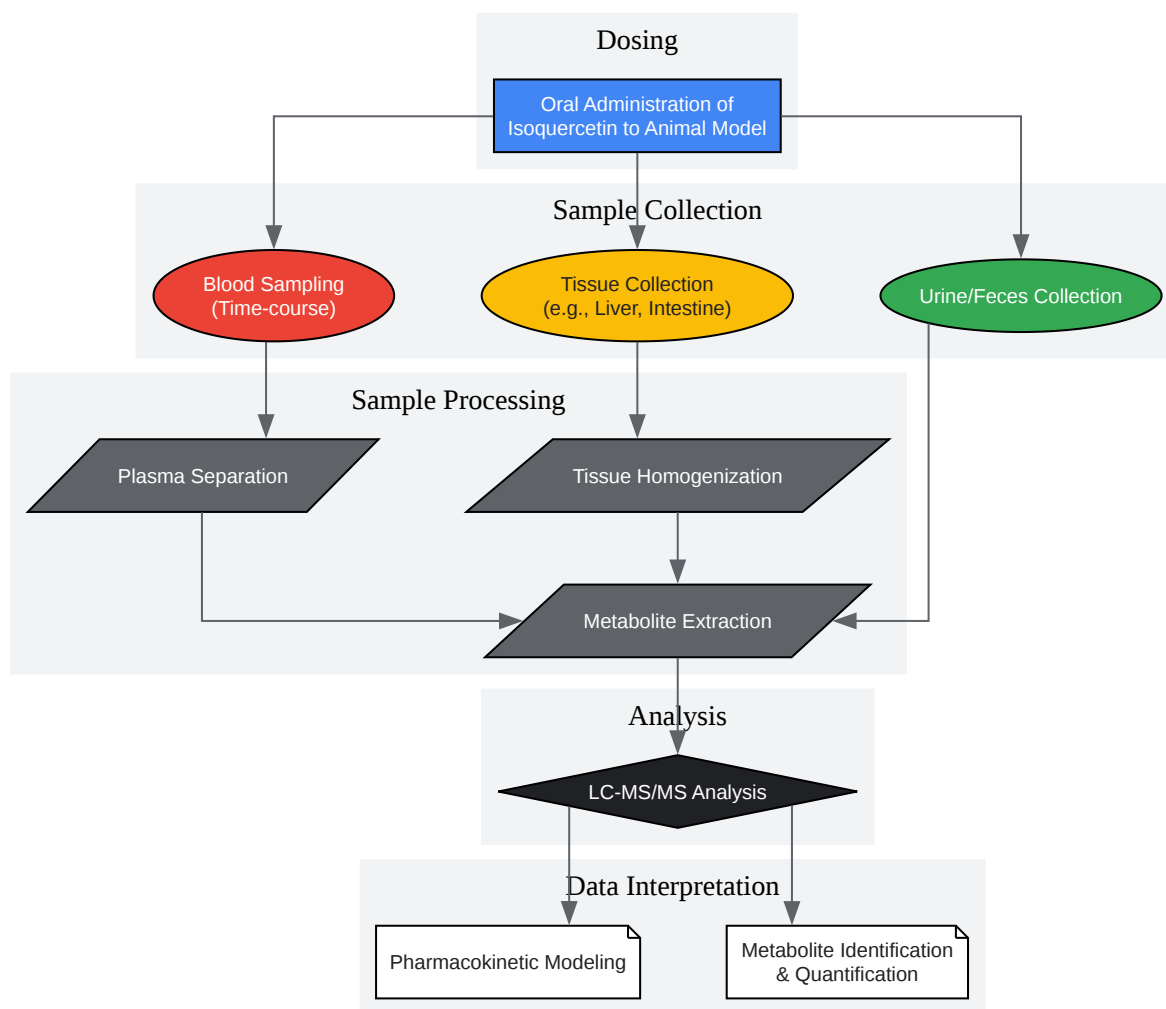 Dosing
Oral Administration of
Isoquercetin to Animal Model
Sample Collection
Blood Sampling
(Time-course)
Tissue Collection
(e.g., Liver, Intestine)
Urine/Feces Collection
Sample Processing
Plasma Separation
Tissue Homogenization
Metabolite Extraction
Analysis
LC-MS/MS Analysis
Data Interpretation
Pharmacokinetic Modeling
Metabolite Identification
& Quantification